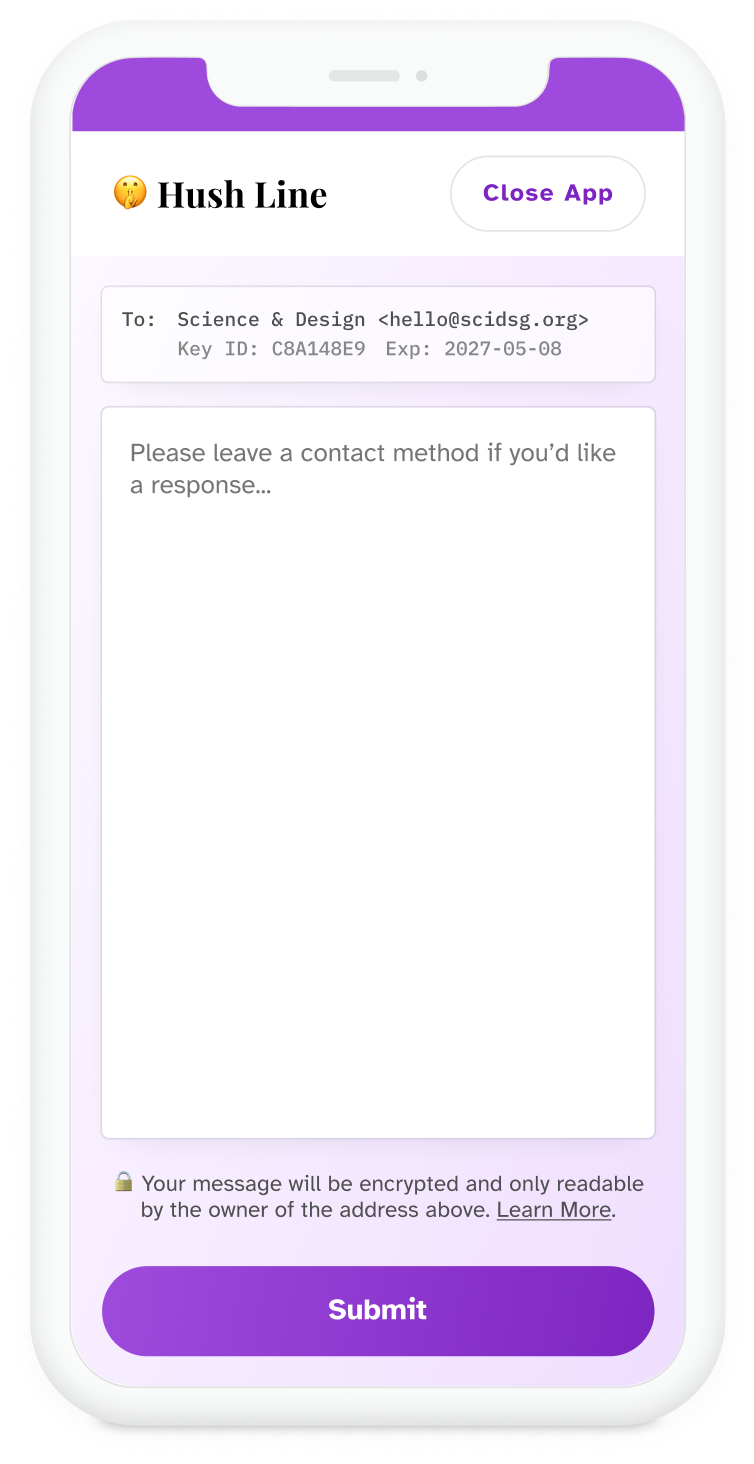 🤫 Hush Line
Close App
To: Science & Design <hello@scidsg.org>
Key ID: C8A148E9 Exp: 2027-05-08
Please leave a contact method if you’d like
a response...
🔒 Your message will be encrypted and only readable
by the owner of the address above. Learn More.
Submit